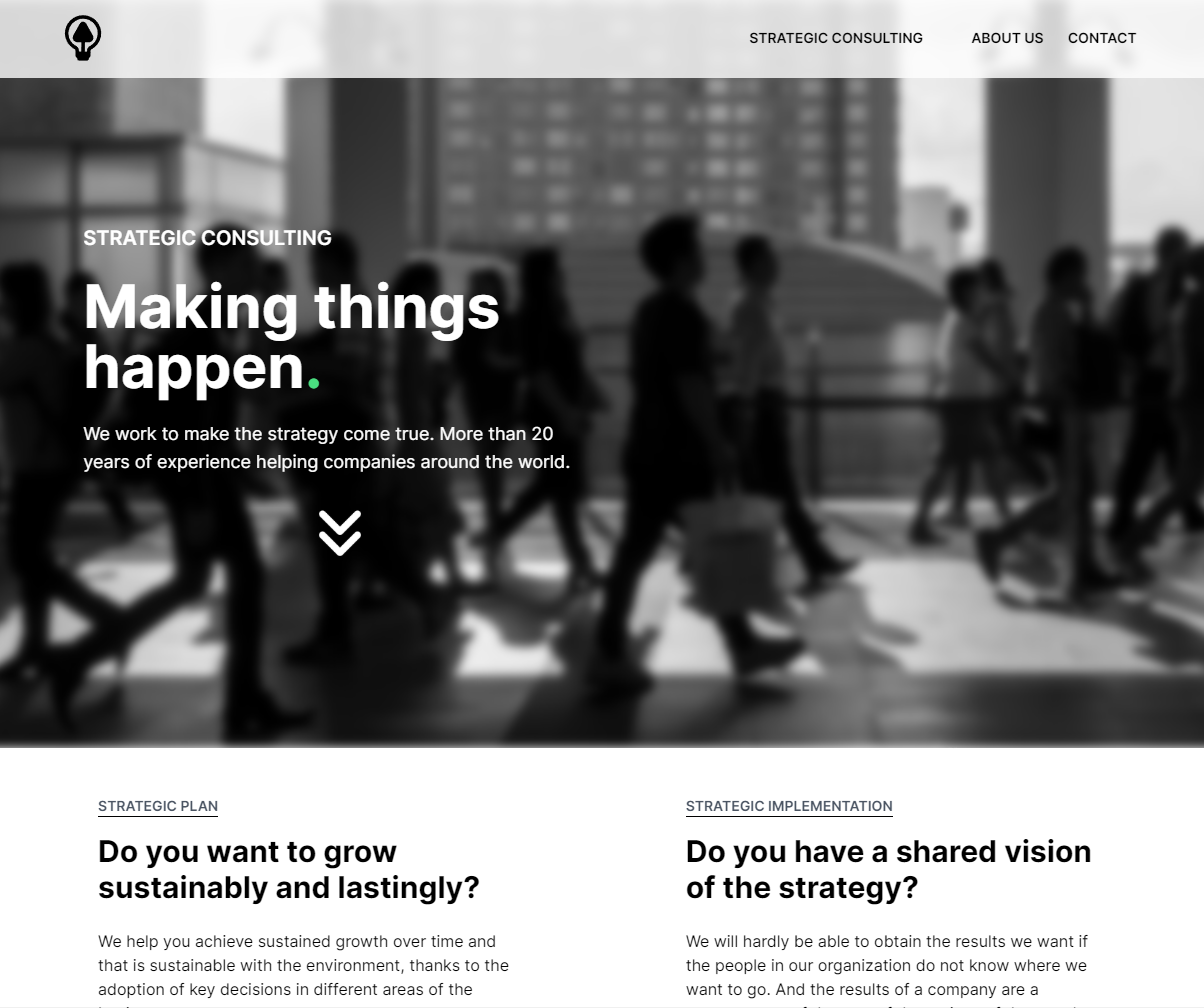 STRATEGIC CONSULTING
ABOUT US
CONTACT
STRATEGIC CONSULTING
Making things
happen.
We work to make the strategy come true. More than 20
years of experience helping companies around the world.
STRATEGIC PLAN
Do you want to grow
sustainably and lastingly?
We help you achieve sustained growth over time and
that is sustainable with the environment, thanks to the
adoption of key decisions in different areas of the
STRATEGIC IMPLEMENTATION
Do you have a shared vision
of the strategy?
We will hardly be able to obtain the results we want if
the people in our organization do not know where we
want to go. And the results of a company are a